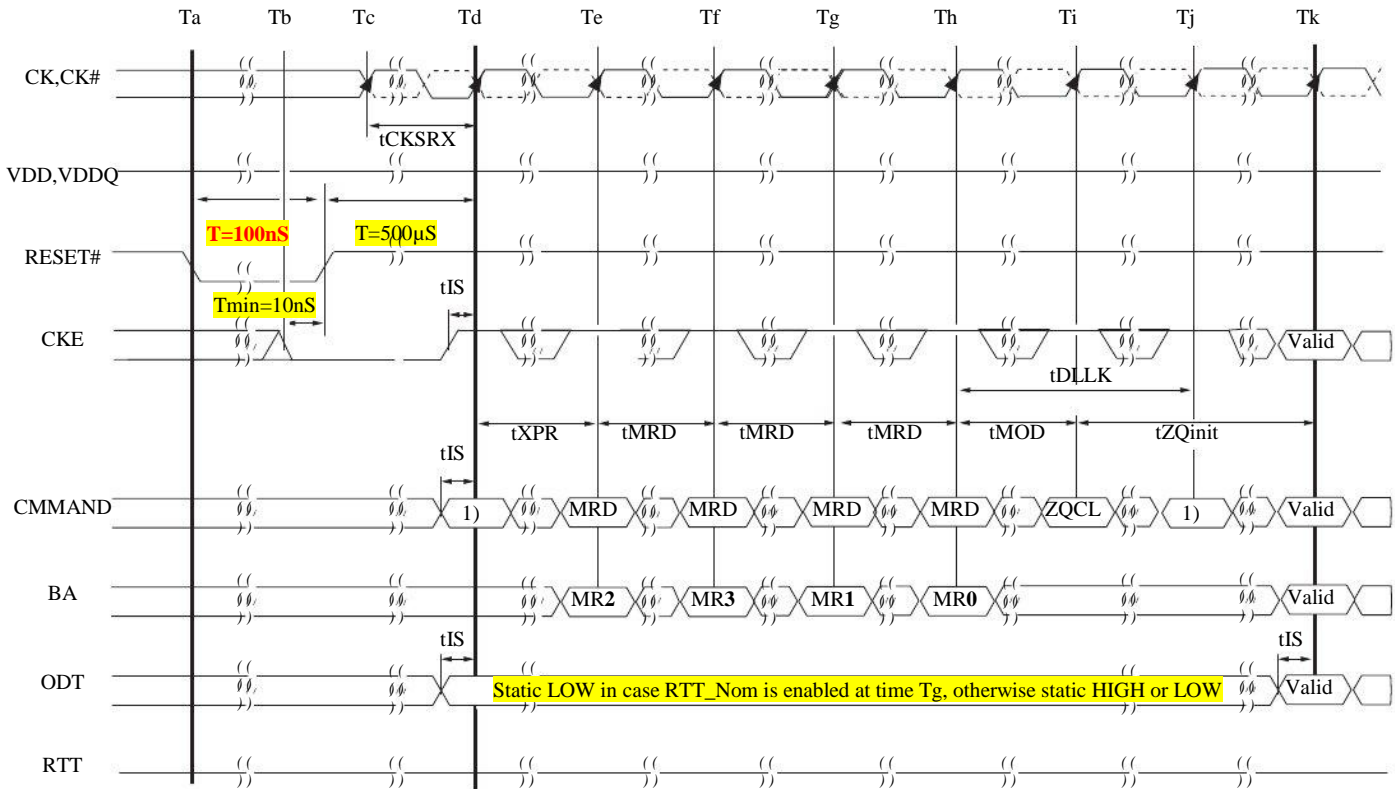 Ta Tb Tc Td Te Tf Tg Th Ti Tj Tk
CK,CK#
tCKSRX
VDD,VDDQ
T=100nS T=500µS
RESET#
Tmin=10nS tIS
CKE Valid
tDLLK
tXPR tMRD tMRD tMRD tMOD tZQinit
tIS
CMMAND 1) MRD MRD MRD MRD ZQCL 1) Valid
BA MR2 MR3 MR1 MR0 Valid
tIS tIS
ODT Static LOW in case RTT_Nom is enabled at time Tg, otherwise static HIGH or LOW Valid
RTT